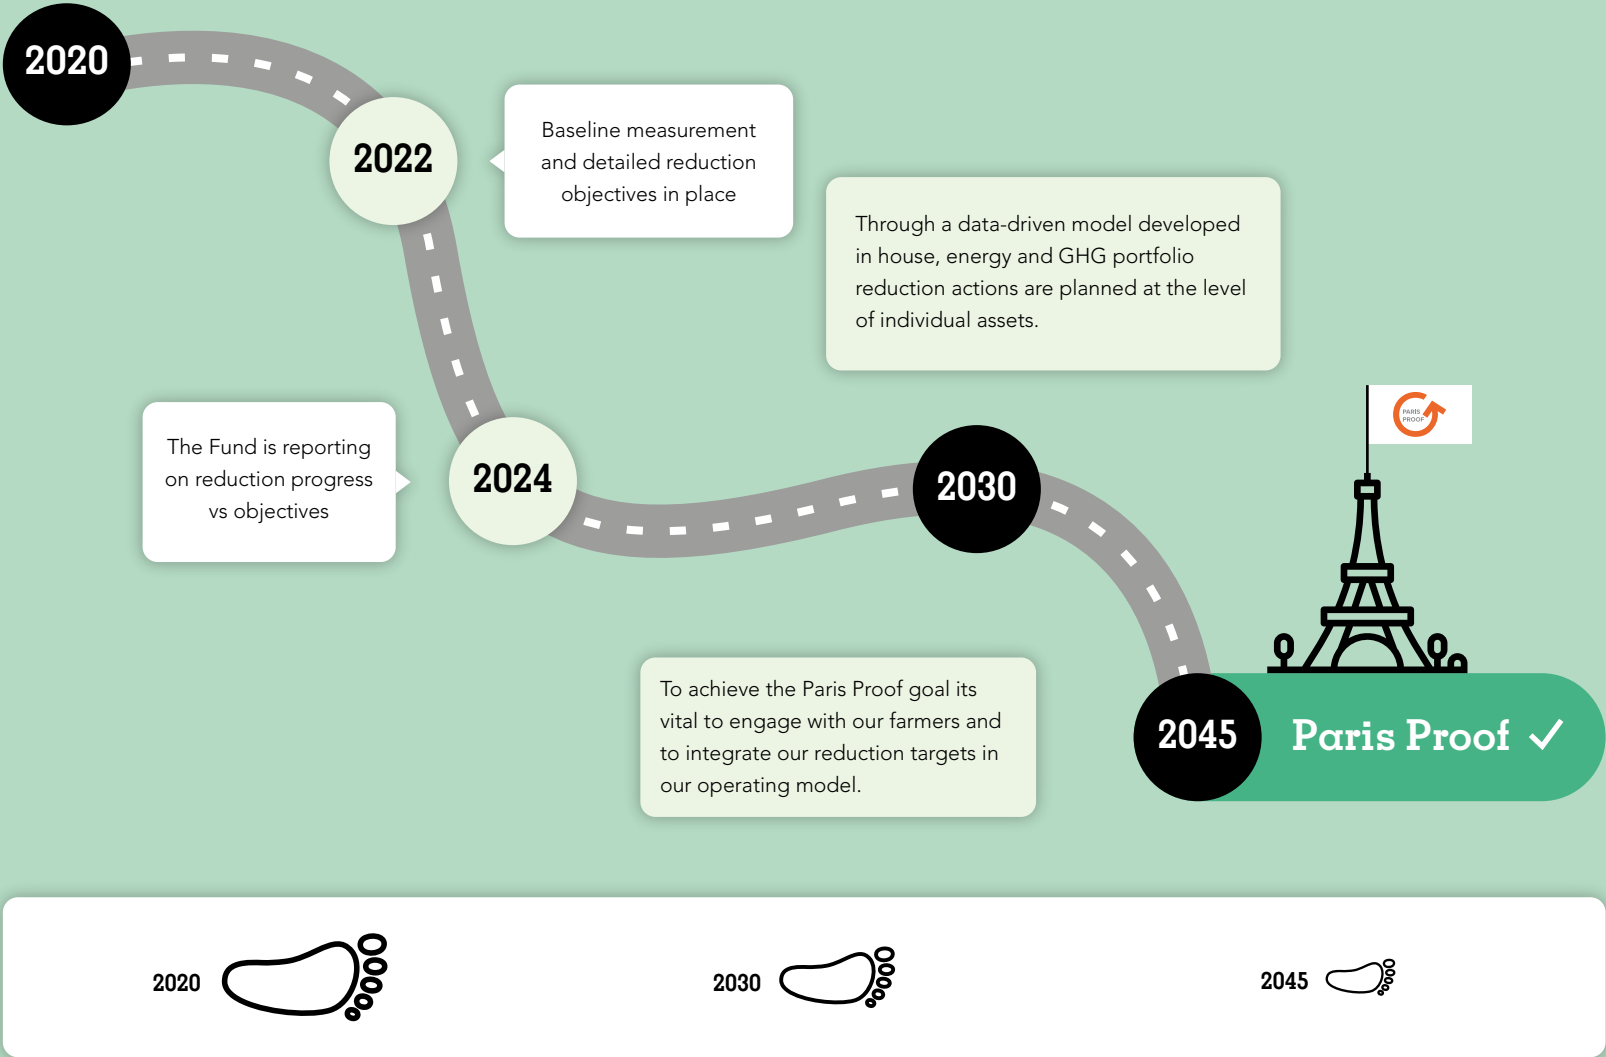 2020
2022
Baseline measurement
and detailed reduction
objectives in place
Through a data-driven model developed
in house, energy and GHG portfolio
reduction actions are planned at the level
of individual assets.
PARIS
PROOF
The Fund is reporting
on reduction progress
vs objectives
2024
2030
To achieve the Paris Proof goal its
vital to engage with our farmers and
to integrate our reduction targets in
our operating model.
2045
Paris Proof ✓
2020
2030
2045